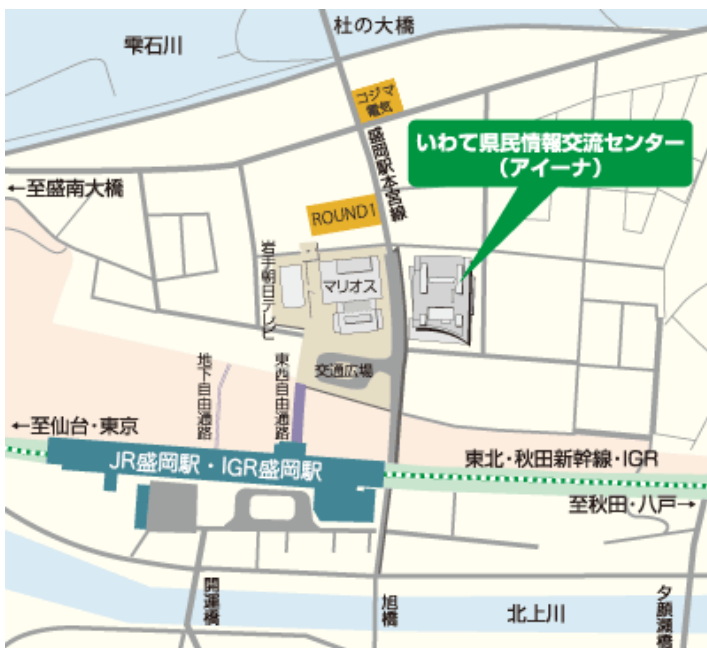 杜の大橋
雫石川
コジマ
電気
盛岡駅本宮線
いわて県民情報交流センター
(アイーナ)
←至盛南大橋
ROUND1
岩手朝日テレビ
マリオス
交通広場
地下自由通路
東西自由通路
←至仙台・東京
JR盛岡駅・IGR盛岡駅
東北・秋田新幹線・IGR
至秋田・八戸→
開運橋
旭橋
北上川
夕顔瀬橋